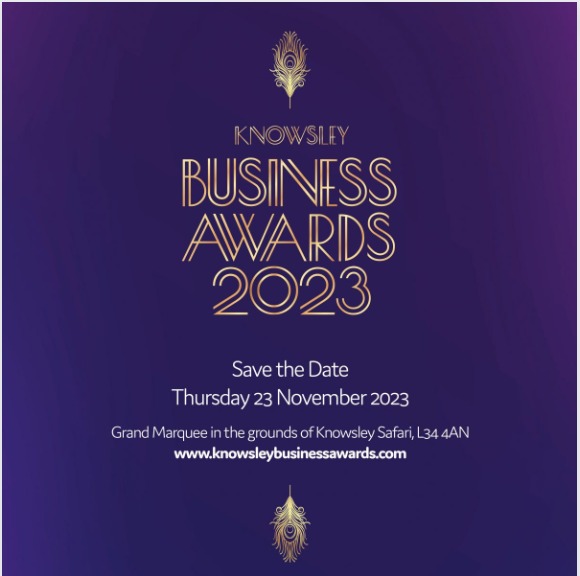 KNOWSLEY
BUSINESS
AWARDS
2023
Save the Date
Thursday 23 November 2023
Grand Marquee in the grounds of Knowsley Safari, L34 4AN
www.knowsleybusinessawards.com